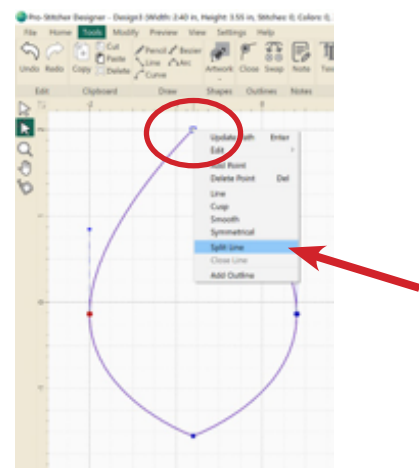 Pro-Stitcher Designer - Design3 (Width: 2.40 in, Height: 3.55 in, Stitches: 0, Colors: 0,
File Home Tools Modify Preview View Settings Help
Undo Redo Copy Cut Paste Delete Pencil Bezier Line Arc Curve Artwork Close Swap Note
Edit Clipboard Draw Shapes Outlines Notes
Update Path Enter
Edit
Add Point
Delete Point Del
Line
Cusp
Smooth
Symmetrical
Split Line
Close Line
Add Outline